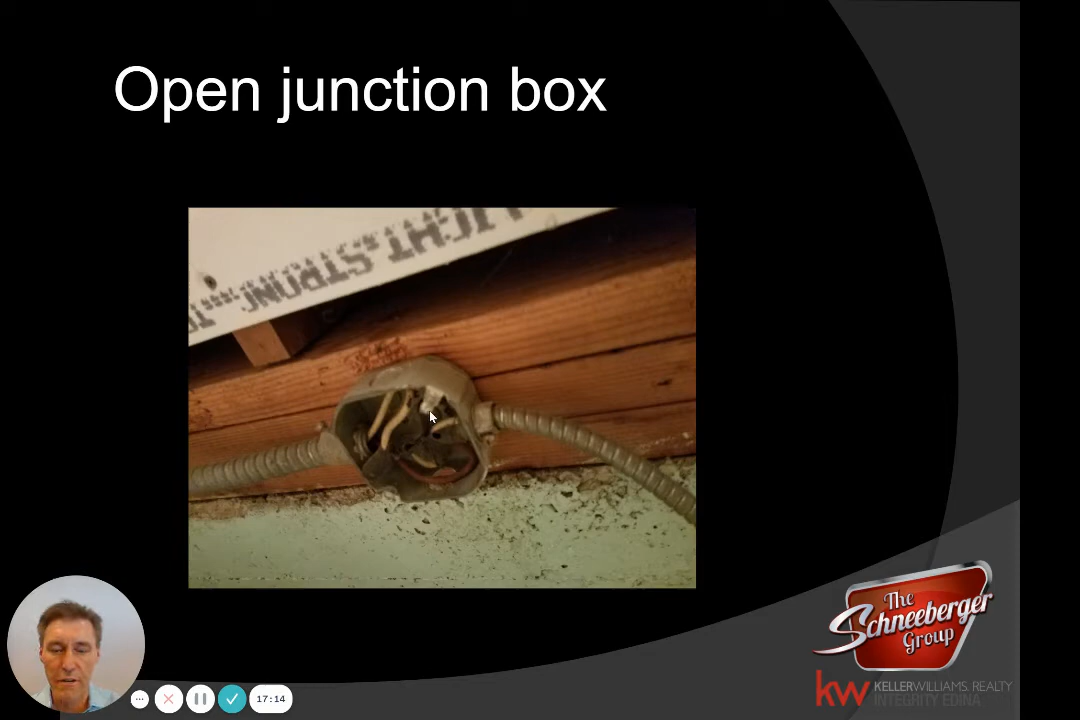 Open junction box
The
Schneeberger
Group
kw KELLERWILLIAMS. REALTY
INTEGRITY EDINA
17:14